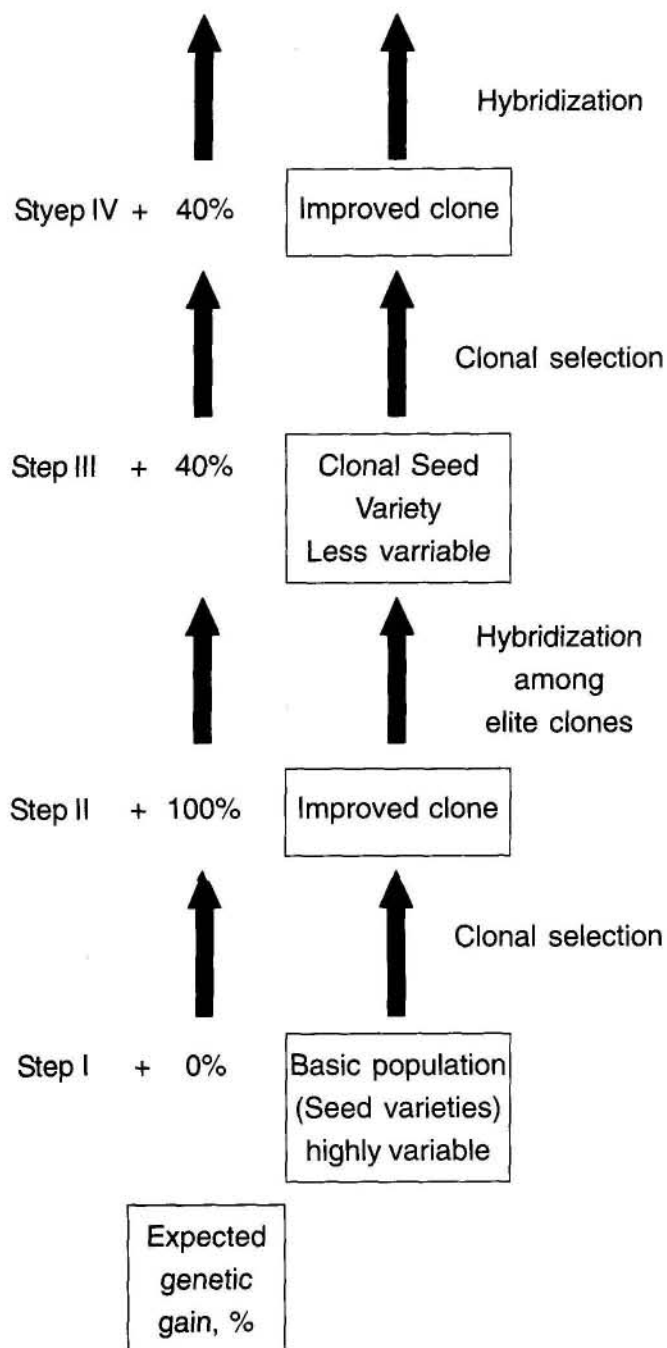 Hybridization
Styep IV + 40% Improved clone
Clonal selection
Step III + 40% Clonal Seed
Variety
Less varriable
Hybridization
among
elite clones
Step II + 100% Improved clone
Clonal selection
Step I + 0% Basic population
(Seed varieties)
highly variable
Expected
genetic
gain, %